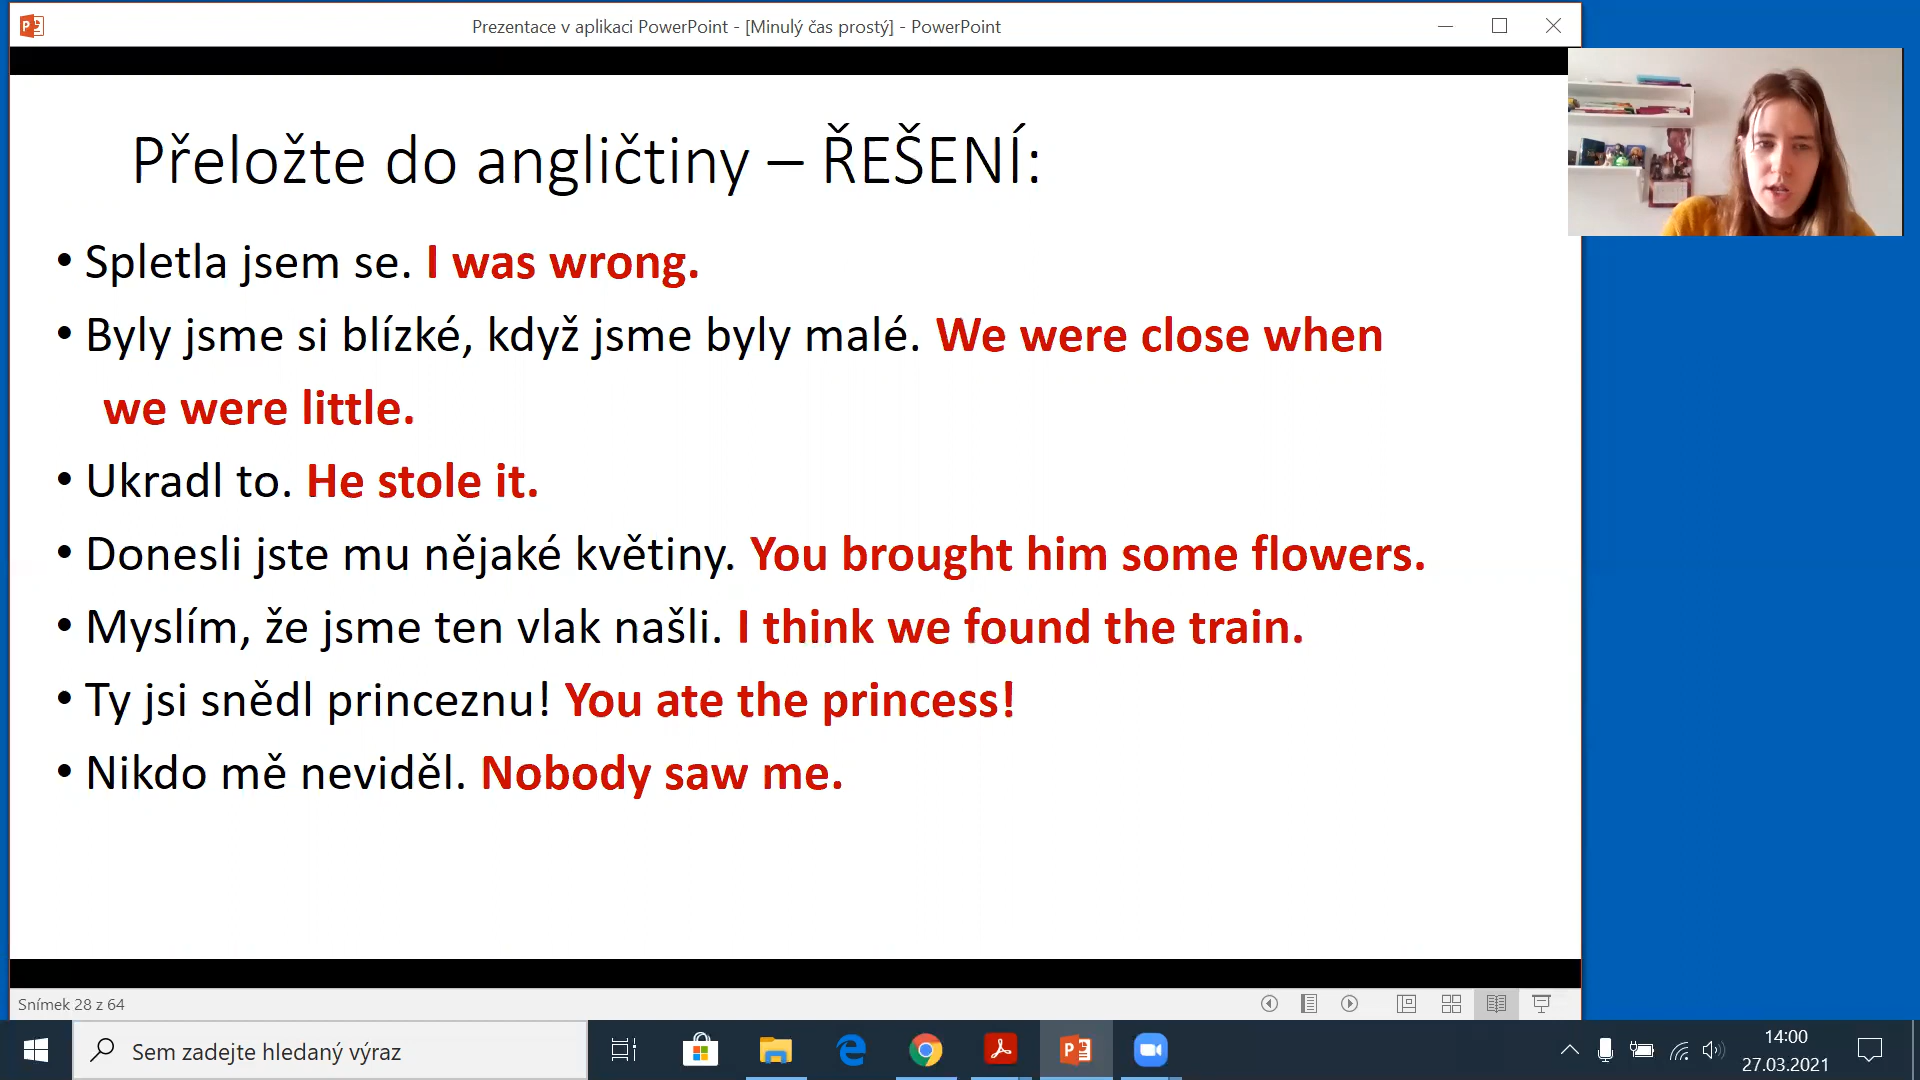 Prezentace v aplikaci PowerPoint - [Minulý čas prostý] - PowerPoint
Přeložte do angličtiny – ŘEŠENÍ:
• Spletla jsem se. I was wrong.
• Byly jsme si blízké, když jsme byly malé. We were close when
we were little.
• Ukradl to. He stole it.
• Donesli jste mu nějaké květiny. You brought him some flowers.
• Myslím, že jsme ten vlak našli. I think we found the train.
• Ty jsi snědl princeznu! You ate the princess!
• Nikdo mě neviděl. Nobody saw me.
Snímek 28 z 64
Sem zadejte hledaný výraz
14:00
27.03.2021